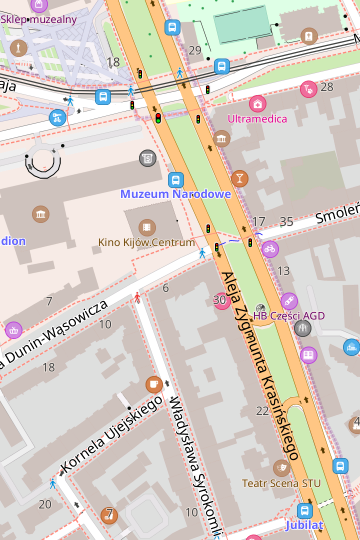 Sklep muzealny
29
18
aja
28
Ultramedica
Muzeum Narodowe
17
35
Smoleń
Kino Kijów.Centrum
dion
13
7
6
30
HB Części AGD
10
a Dunin-Wąsowicza
Aleja Zygmunta Krasińskiego
18
Kornela Ujejskiego
Władysława Syrokomli
22
4
20
7
10
Teatr Scena STU
Jubilat